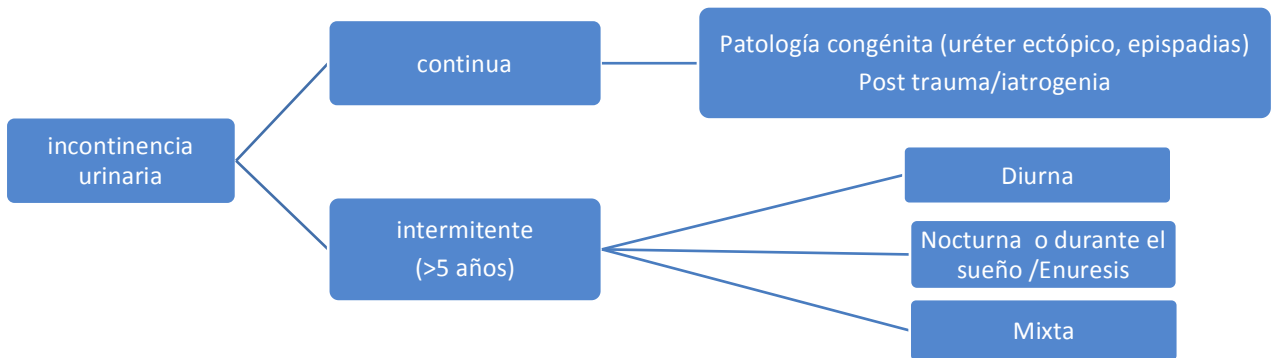 incontinencia
urinaria
continua
Patología congénita (uréter ectópico, epispadias)
Post trauma/iatrogenia
intermitente
(>5 años)
Diurna
Nocturna o durante el
sueño /Enuresis
Mixta